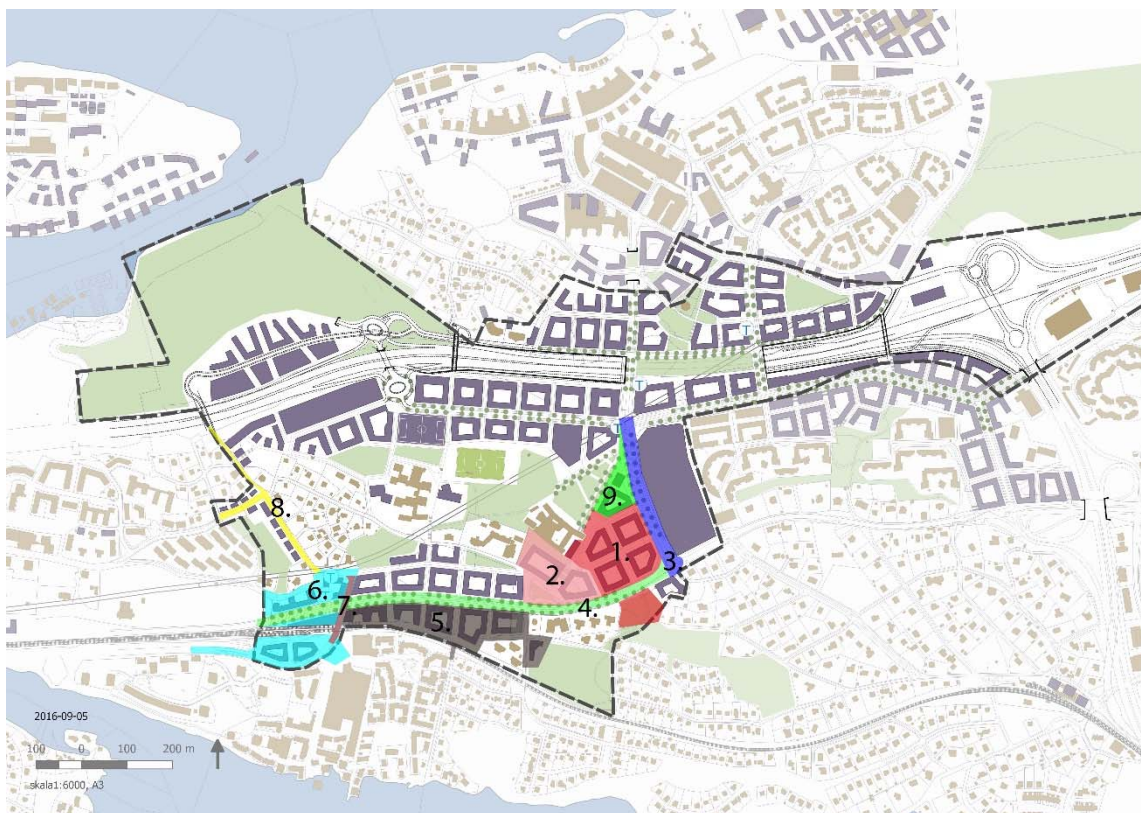 T
T
T
9.
8.
1.
3.
2.
6.
7.
4.
5.
2016-09-05
100 0 100 200 m
skala1:6000, A3